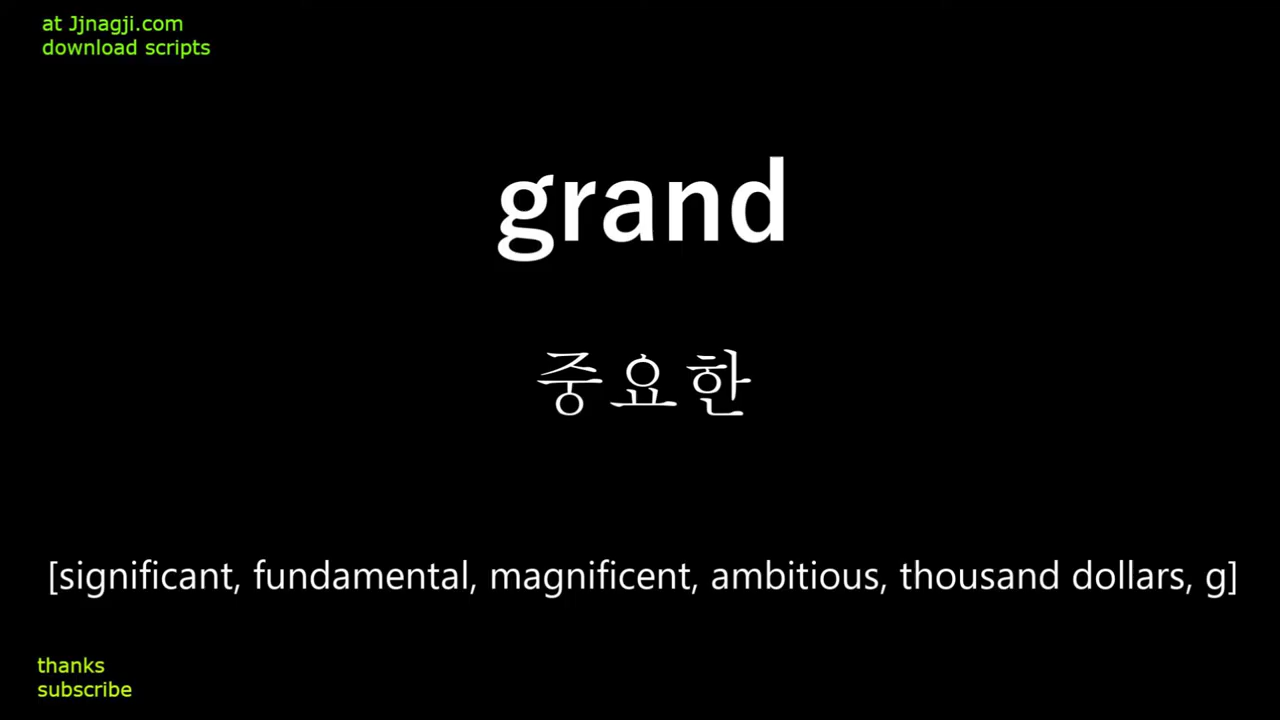 at Jjnagji.com
download scripts
grand
중요한
[significant, fundamental, magnificent, ambitious, thousand dollars, g]
thanks
subscribe